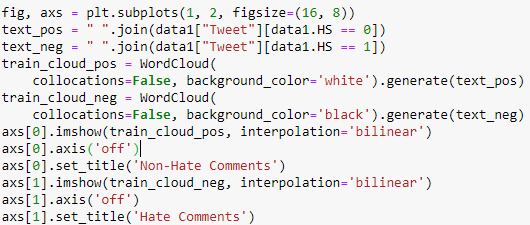 fig, axs = plt.subplots(1, 2, figsize=(16, 8))
text_pos = " ".join(data1["Tweet"][data1.HS == 0])
text_neg = " ".join(data1["Tweet"][data1.HS == 1])
train_cloud_pos = WordCloud(
    collocations=False, background_color='white').generate(text_pos)
train_cloud_neg = WordCloud(
    collocations=False, background_color='black').generate(text_neg)
axs[0].imshow(train_cloud_pos, interpolation='bilinear')
axs[0].axis('off')
axs[0].set_title('Non-Hate Comments')
axs[1].imshow(train_cloud_neg, interpolation='bilinear')
axs[1].axis('off')
axs[1].set_title('Hate Comments')